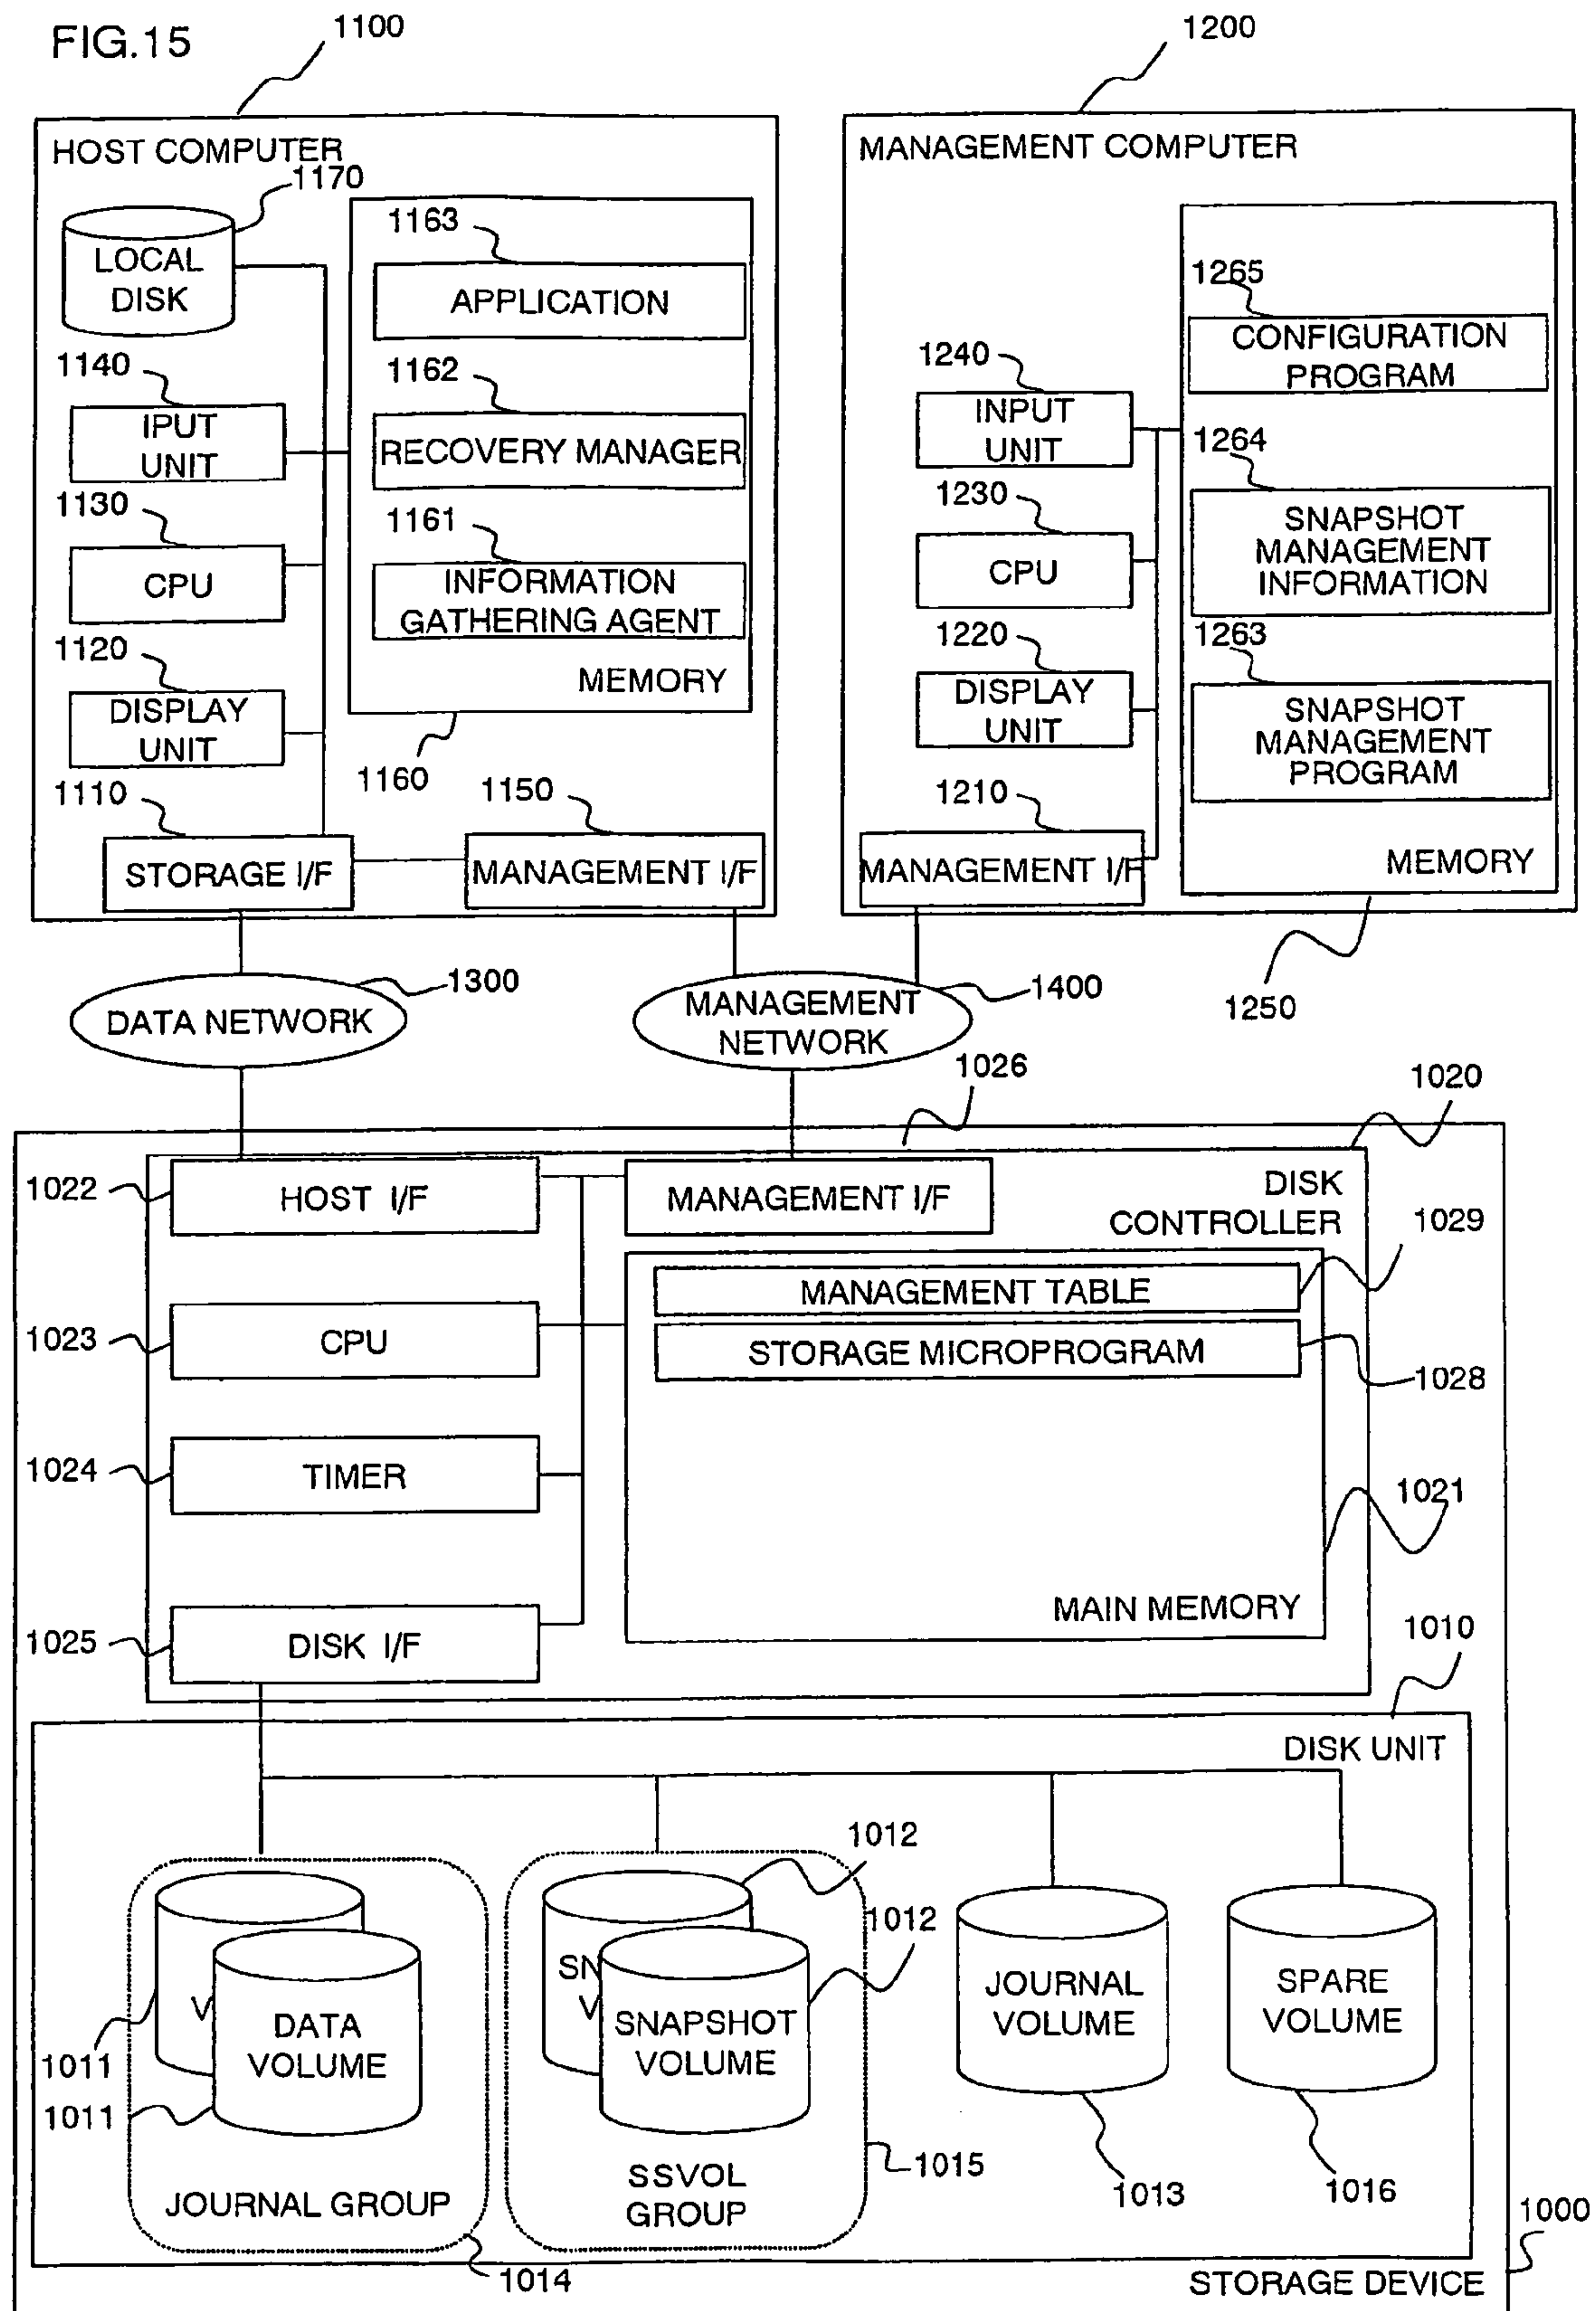 FIG.15
1100
1200
HOST COMPUTER
1170
LOCAL
DISK
1163
APPLICATION
1140
IPUT
UNIT
1162
RECOVERY MANAGER
1130
CPU
1161
INFORMATION
GATHERING AGENT
1120
DISPLAY
UNIT
MEMORY
1160
1110
STORAGE I/F
1150
MANAGEMENT I/F
MANAGEMENT COMPUTER
1265
CONFIGURATION
PROGRAM
1240
INPUT
UNIT
1264
SNAPSHOT
MANAGEMENT
INFORMATION
1230
CPU
1263
SNAPSHOT
MANAGEMENT
PROGRAM
1220
DISPLAY
UNIT
1210
MANAGEMENT I/F
MEMORY
1250
1300
DATA NETWORK
1400
MANAGEMENT
NETWORK
1026
1020
1022
HOST I/F
MANAGEMENT I/F
DISK
CONTROLLER
1029
MANAGEMENT TABLE
1023
CPU
STORAGE MICROPROGRAM
1028
1024
TIMER
1021
MAIN MEMORY
1025
DISK I/F
1010
DISK UNIT
1012
1012
V
DATA
VOLUME
1011
1011
JOURNAL GROUP
1014
SN
V
SNAPSHOT
VOLUME
SSVOL
GROUP
1015
JOURNAL
VOLUME
1013
SPARE
VOLUME
1016
1000
STORAGE DEVICE